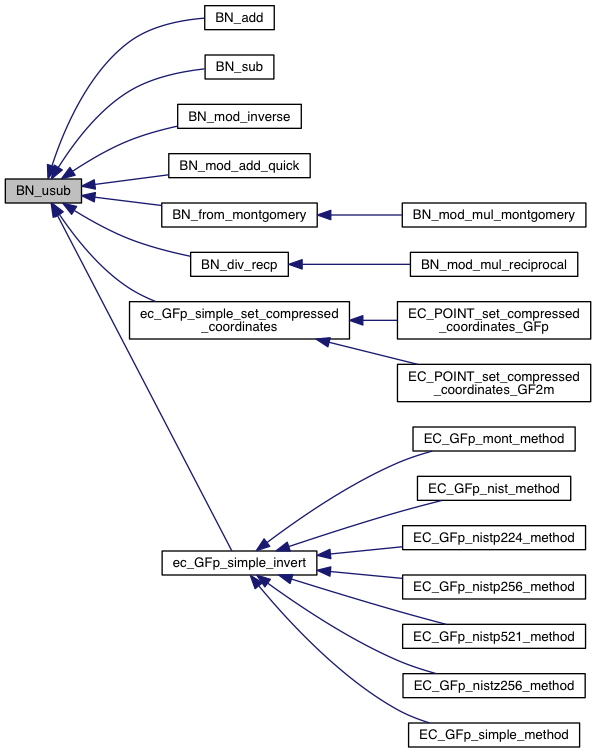 BN_add
BN_sub
BN_mod_inverse
BN_mod_add_quick
BN_usub
BN_from_montgomery
BN_mod_mul_montgomery
BN_div_recp
BN_mod_mul_reciprocal
ec_GFp_simple_set_compressed
_coordinates
EC_POINT_set_compressed
_coordinates_GFp
EC_POINT_set_compressed
_coordinates_GF2m
EC_GFp_mont_method
EC_GFp_nist_method
EC_GFp_nistp224_method
ec_GFp_simple_invert
EC_GFp_nistp256_method
EC_GFp_nistp521_method
EC_GFp_nistz256_method
EC_GFp_simple_method